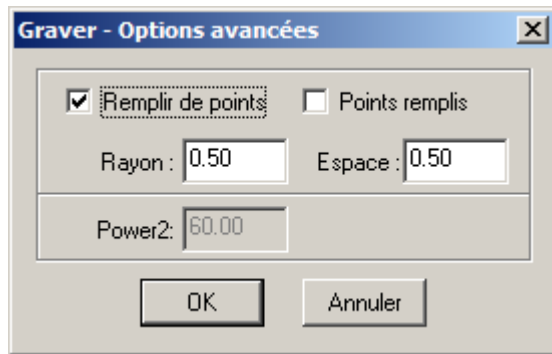 Graver - Options avancées
Remplir de points Points remplis
Rayon : 0.50 Espace : 0.50
Power2: 60.00
OK Annuler